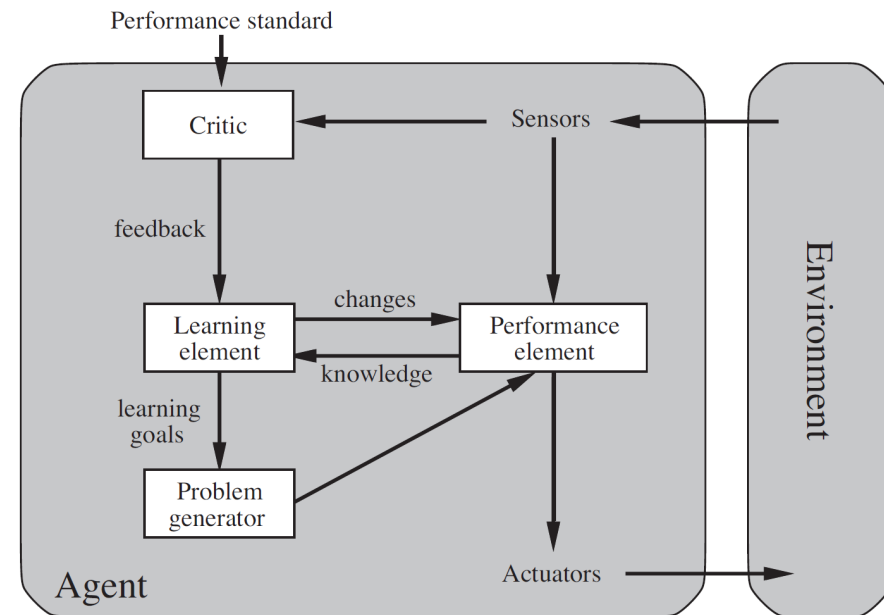 Performance standard
Critic
Sensors
feedback
changes
Learning
element
Performance
element
knowledge
learning
goals
Problem
generator
Actuators
Agent
Environment